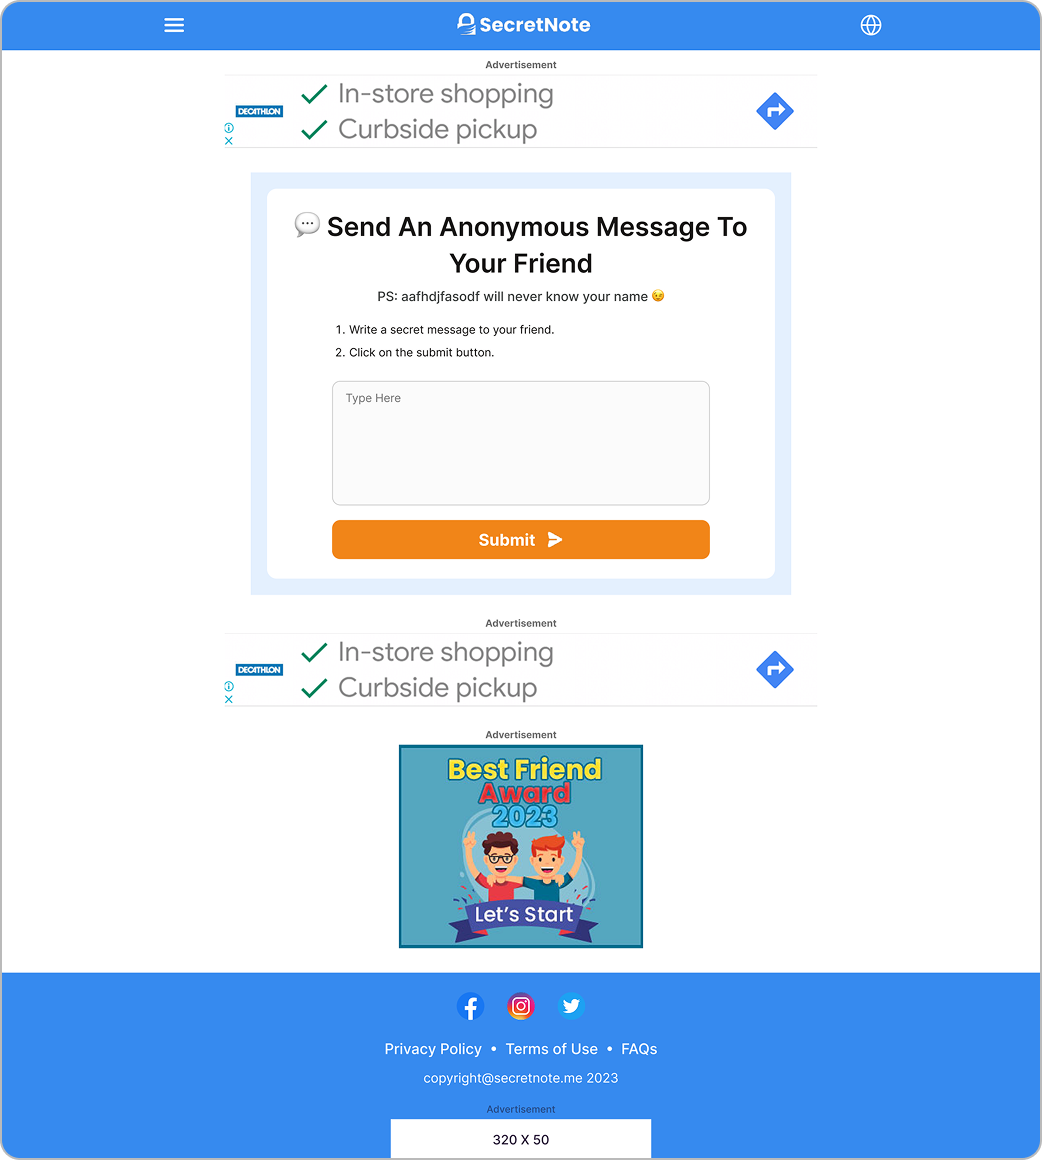 SecretNote
Advertisement
DECATHLON
In-store shopping
Curbside pickup
💬 Send An Anonymous Message To
Your Friend
PS: aafhdjfasodf will never know your name 😉
1. Write a secret message to your friend.
2. Click on the submit button.
Type Here
Submit
Advertisement
DECATHLON
In-store shopping
Curbside pickup
Advertisement
Best Friend
Award
2023
Let's Start
Privacy Policy • Terms of Use • FAQs
copyright@secretnote.me 2023
Advertisement
320 X 50